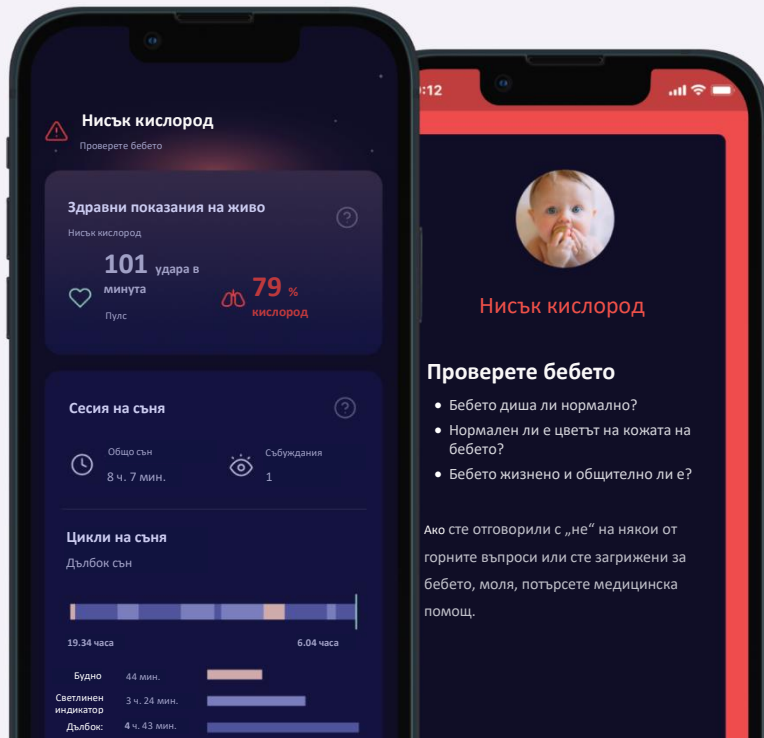 Нисък кислород
Проверете бебето
Здравни показания на живо
Нисък кислород
101 удара в
минута
Пулс
79 %
кислород
Сесия на съня
Общо сън
8 ч. 7 мин.
Събуждания
1
Цикли на съня
Дълбок сън
19.34 часа
6.04 часа
Будно 44 мин.
Светлинен
индикатор
3 ч. 24 мин.
Дълбок: 4 ч. 43 мин.
:12
Нисък кислород
Проверете бебето
• Бебето диша ли нормално?
• Нормален ли е цветът на кожата на
бебето?
• Бебето жизнено и общително ли е?
Ако сте отговорили с „не“ на някои от
горните въпроси или сте загрижени за
бебето, моля, потърсете медицинска
помощ.